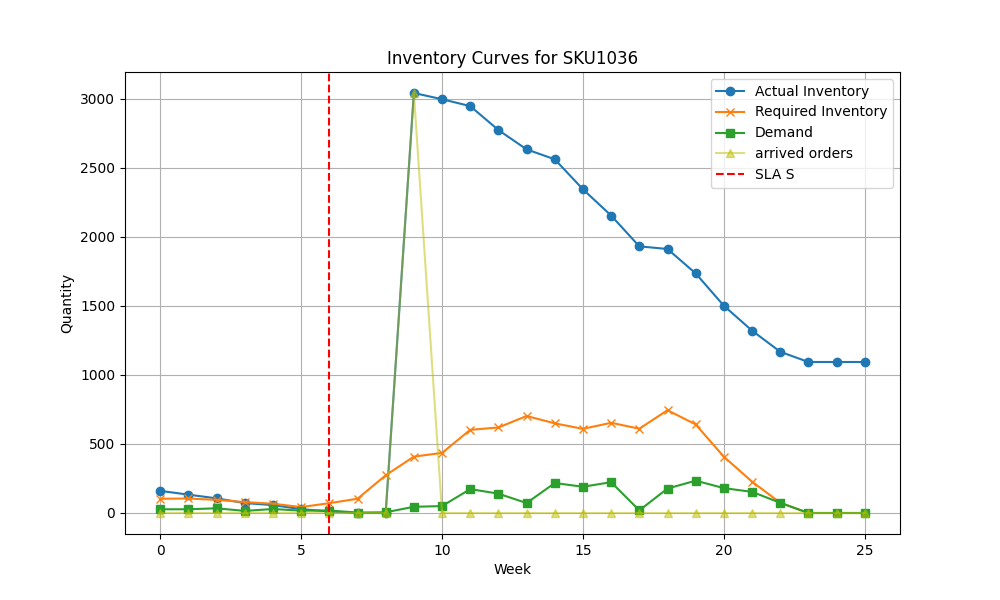 Inventory Curves for SKU1036
Actual Inventory
Required Inventory
Demand
arrived orders
SLA S
Quantity
3000
2500
2000
1500
1000
500
0
0 5 10 15 20 25
Week